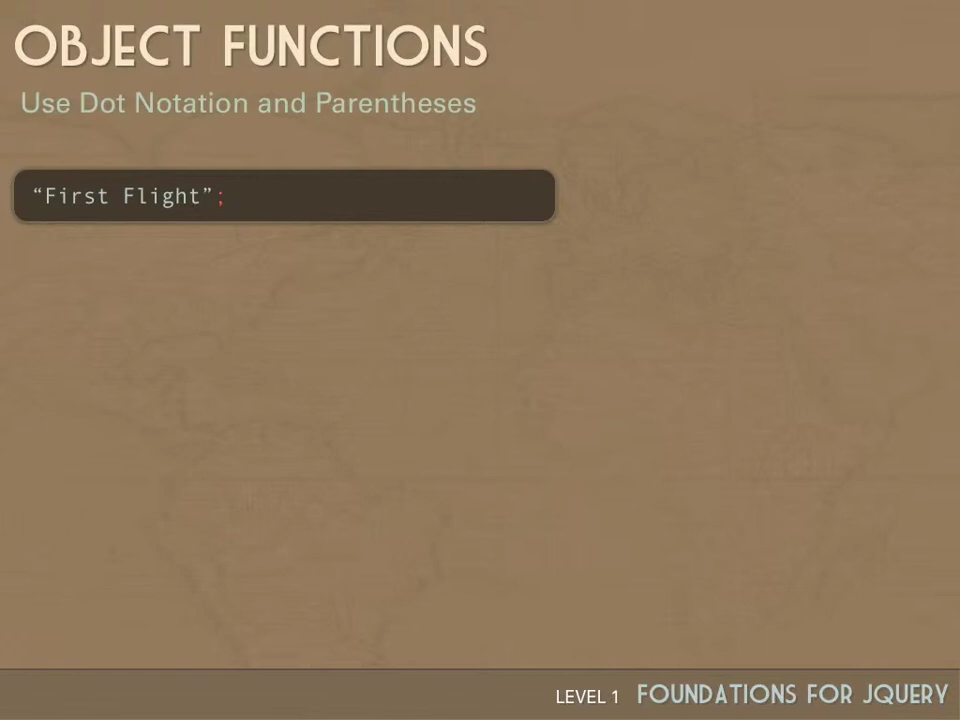 OBJECT FUNCTIONS
Use Dot Notation and Parentheses
“First Flight”;
LEVEL 1 FOUNDATIONS FOR JQUERY